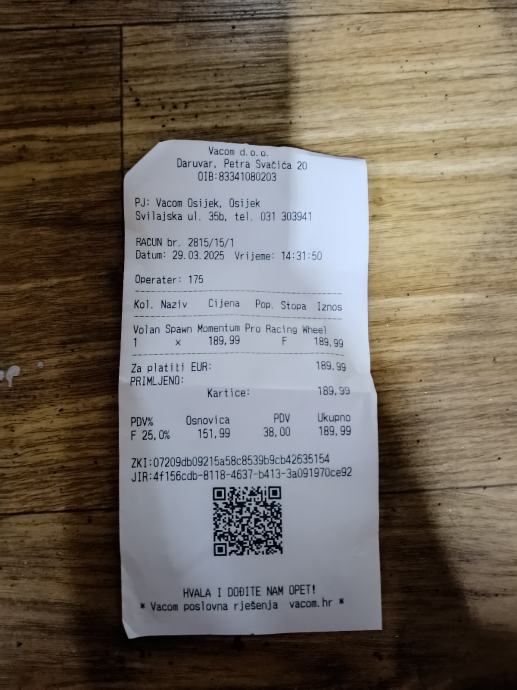 Vacom d.o.o.
Daruvar, Petra Svačića 20
OIB:83341080203
PJ: Vacom Osijek, Osijek
Svilajska ul. 35b, tel. 031 303941
RACUN br. 2815/15/1
Datum: 29.03.2025 Vrijeme: 14:31:50
Operater: 175
Kol. Naziv Cijena Pop. Stopa Iznos
Volan Spawn Momentum Pro Racing Wheel
1 x 189,99 F 189,99
Za platiti EUR: 189,99
PRIMLJENO:
Kartice: 189,99
PDV% Osnovica PDV Ukupno
F 25,0% 151,99 38,00 189,99
ZKI:07209db09215a58c8539b9cb42635154
JIR:4f156cdb-8118-4637-b413-3a091970ce92
HVALA I DOĐITE NAM OPET!
* Vacom poslovna rješenja vacom.hr *